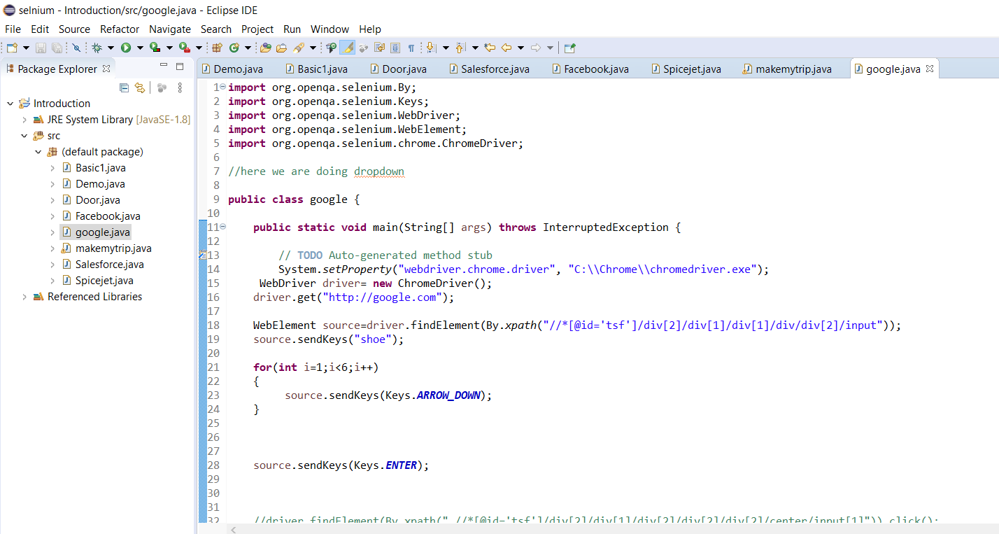 selnium - Introduction/src/google.java - Eclipse IDE
File Edit Source Refactor Navigate Search Project Run Window Help
Package Explorer
Demo.java Basic1.java Door.java Salesforce.java Facebook.java Spicejet.java makemytrip.java google.java
Introduction
JRE System Library [JavaSE-1.8]
src
(default package)
Basic1.java
Demo.java
Door.java
Facebook.java
google.java
makemytrip.java
Salesforce.java
Spicejet.java
Referenced Libraries
1 import org.openqa.selenium.By;
2 import org.openqa.selenium.Keys;
3 import org.openqa.selenium.WebDriver;
4 import org.openqa.selenium.WebElement;
5 import org.openqa.selenium.chrome.ChromeDriver;
6
7 //here we are doing dropdown
8
9 public class google {
10
11 public static void main(String[] args) throws InterruptedException {
12
13 // TODO Auto-generated method stub
14 System.setProperty("webdriver.chrome.driver", "C:\\Chrome\\chromedriver.exe");
15 WebDriver driver= new ChromeDriver();
16 driver.get("http://google.com");
17
18 WebElement source=driver.findElement(By.xpath("//*[@id='tsf']/div[2]/div[1]/div[1]/div/div[2]/input"));
19 source.sendKeys("shoe");
20
21 for(int i=1;i<6;i++)
22 {
23 source.sendKeys(Keys.ARROW_DOWN);
24 }
25
26
27
28 source.sendKeys(Keys.ENTER);
29
30
31
32 //driver.findElement(By.xpath(" //*[@id='tsf']/div[2]/div[1]/div[2]/div[2]/div[2]/center/input[1]")).click();